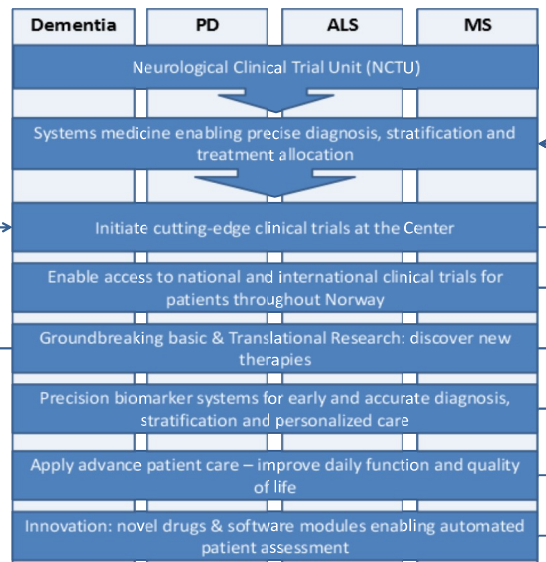 Dementia PD ALS MS
Neurological Clinical Trial Unit (NCTU)
Systems medicine enabling precise diagnosis, stratification and
treatment allocation
Initiate cutting-edge clinical trials at the Center
Enable access to national and international clinical trials for
patients throughout Norway
Groundbreaking basic & Translational Research: discover new
therapies
Precision biomarker systems for early and accurate diagnosis,
stratification and personalized care
Apply advance patient care – improve daily function and quality
of life
Innovation: novel drugs & software modules enabling automated
patient assessment